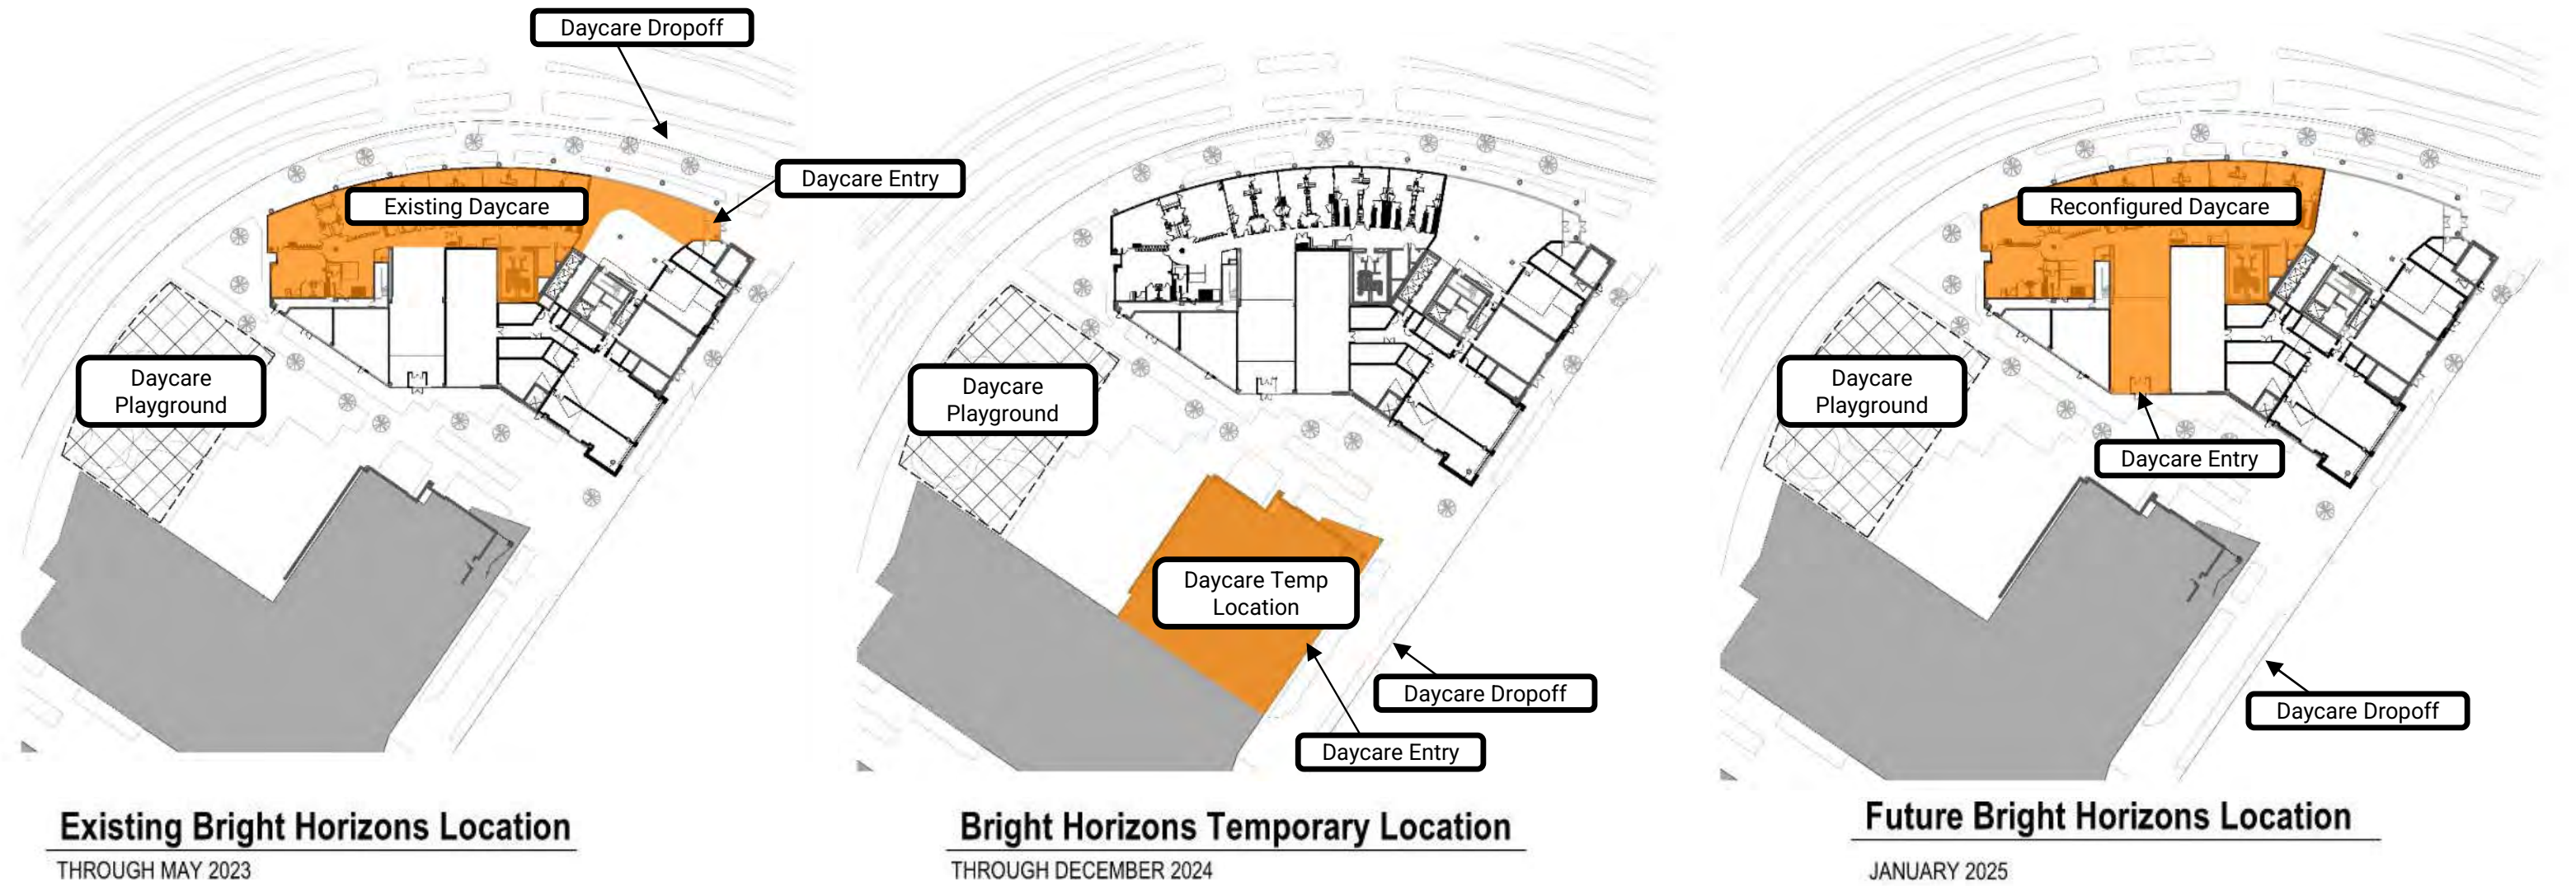 Daycare Dropoff
Daycare Entry
Existing Daycare
Daycare
Playground
Existing Bright Horizons Location
THROUGH MAY 2023
Daycare
Playground
Daycare Temp
Location
Daycare Dropoff
Daycare Entry
Bright Horizons Temporary Location
THROUGH DECEMBER 2024
Reconfigured Daycare
Daycare
Playground
Daycare Entry
Daycare Dropoff
Future Bright Horizons Location
JANUARY 2025